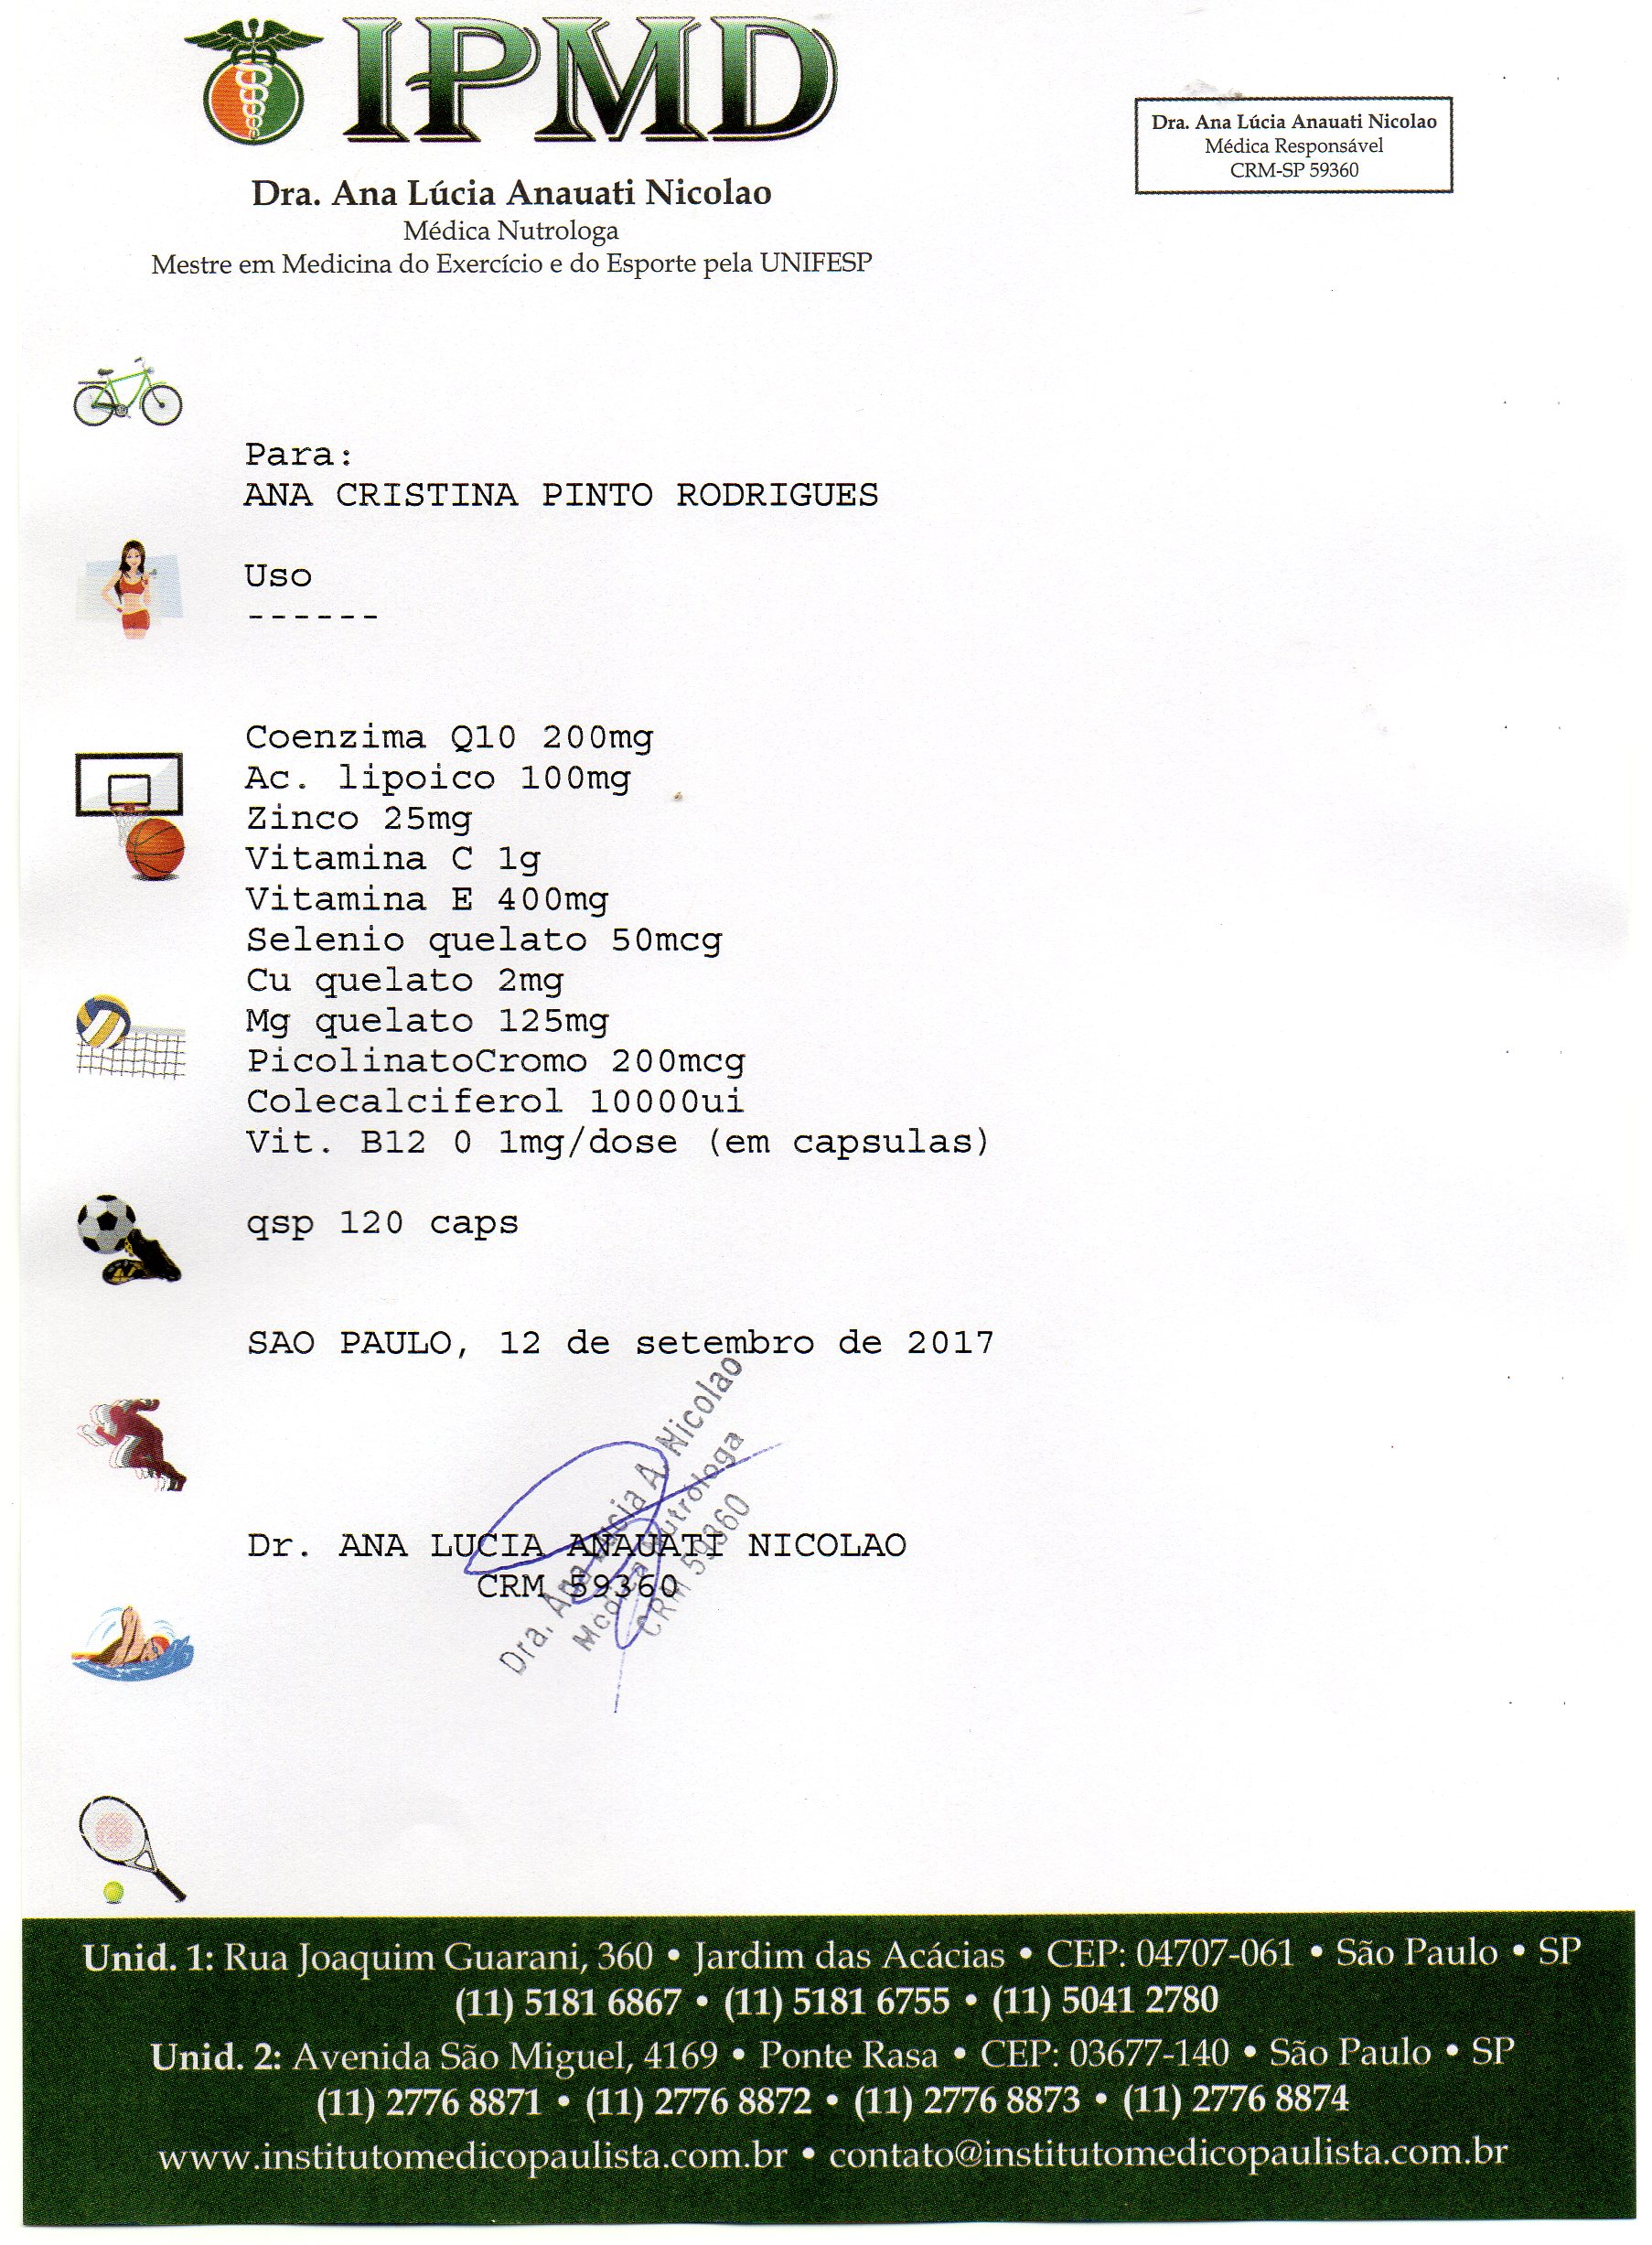 IPMD
Dra. Ana Lúcia Anauati Nicolao
Médica Nutrologa
Mestre em Medicina do Exercício e do Esporte pela UNIFESP
Dra. Ana Lúcia Anauati Nicolao
Médica Responsável
CRM-SP 59360
Para:
ANA CRISTINA PINTO RODRIGUES
Uso
------
Coenzima Q10 200mg
Ac. lipoico 100mg
Zinco 25mg
Vitamina C 1g
Vitamina E 400mg
Selenio quelato 50mcg
Cu quelato 2mg
Mg quelato 125mg
PicolinatoCromo 200mcg
Colecalciferol 10000ui
Vit. B12 0 1mg/dose (em capsulas)
qsp 120 caps
SAO PAULO, 12 de setembro de 2017
Dr. ANA LUCIA ANAUATI NICOLAO
CRM 59360
Dra. Ana Lucia A. Nicolao
Medica Nutrologa
CRM 59360
Unid. 1: Rua Joaquim Guarani, 360 • Jardim das Acácias • CEP: 04707-061 • São Paulo • SP
(11) 5181 6867 • (11) 5181 6755 • (11) 5041 2780
Unid. 2: Avenida São Miguel, 4169 • Ponte Rasa • CEP: 03677-140 • São Paulo • SP
(11) 2776 8871 • (11) 2776 8872 • (11) 2776 8873 • (11) 2776 8874
www.institutomedicopaulista.com.br • contato@institutomedicopaulista.com.br